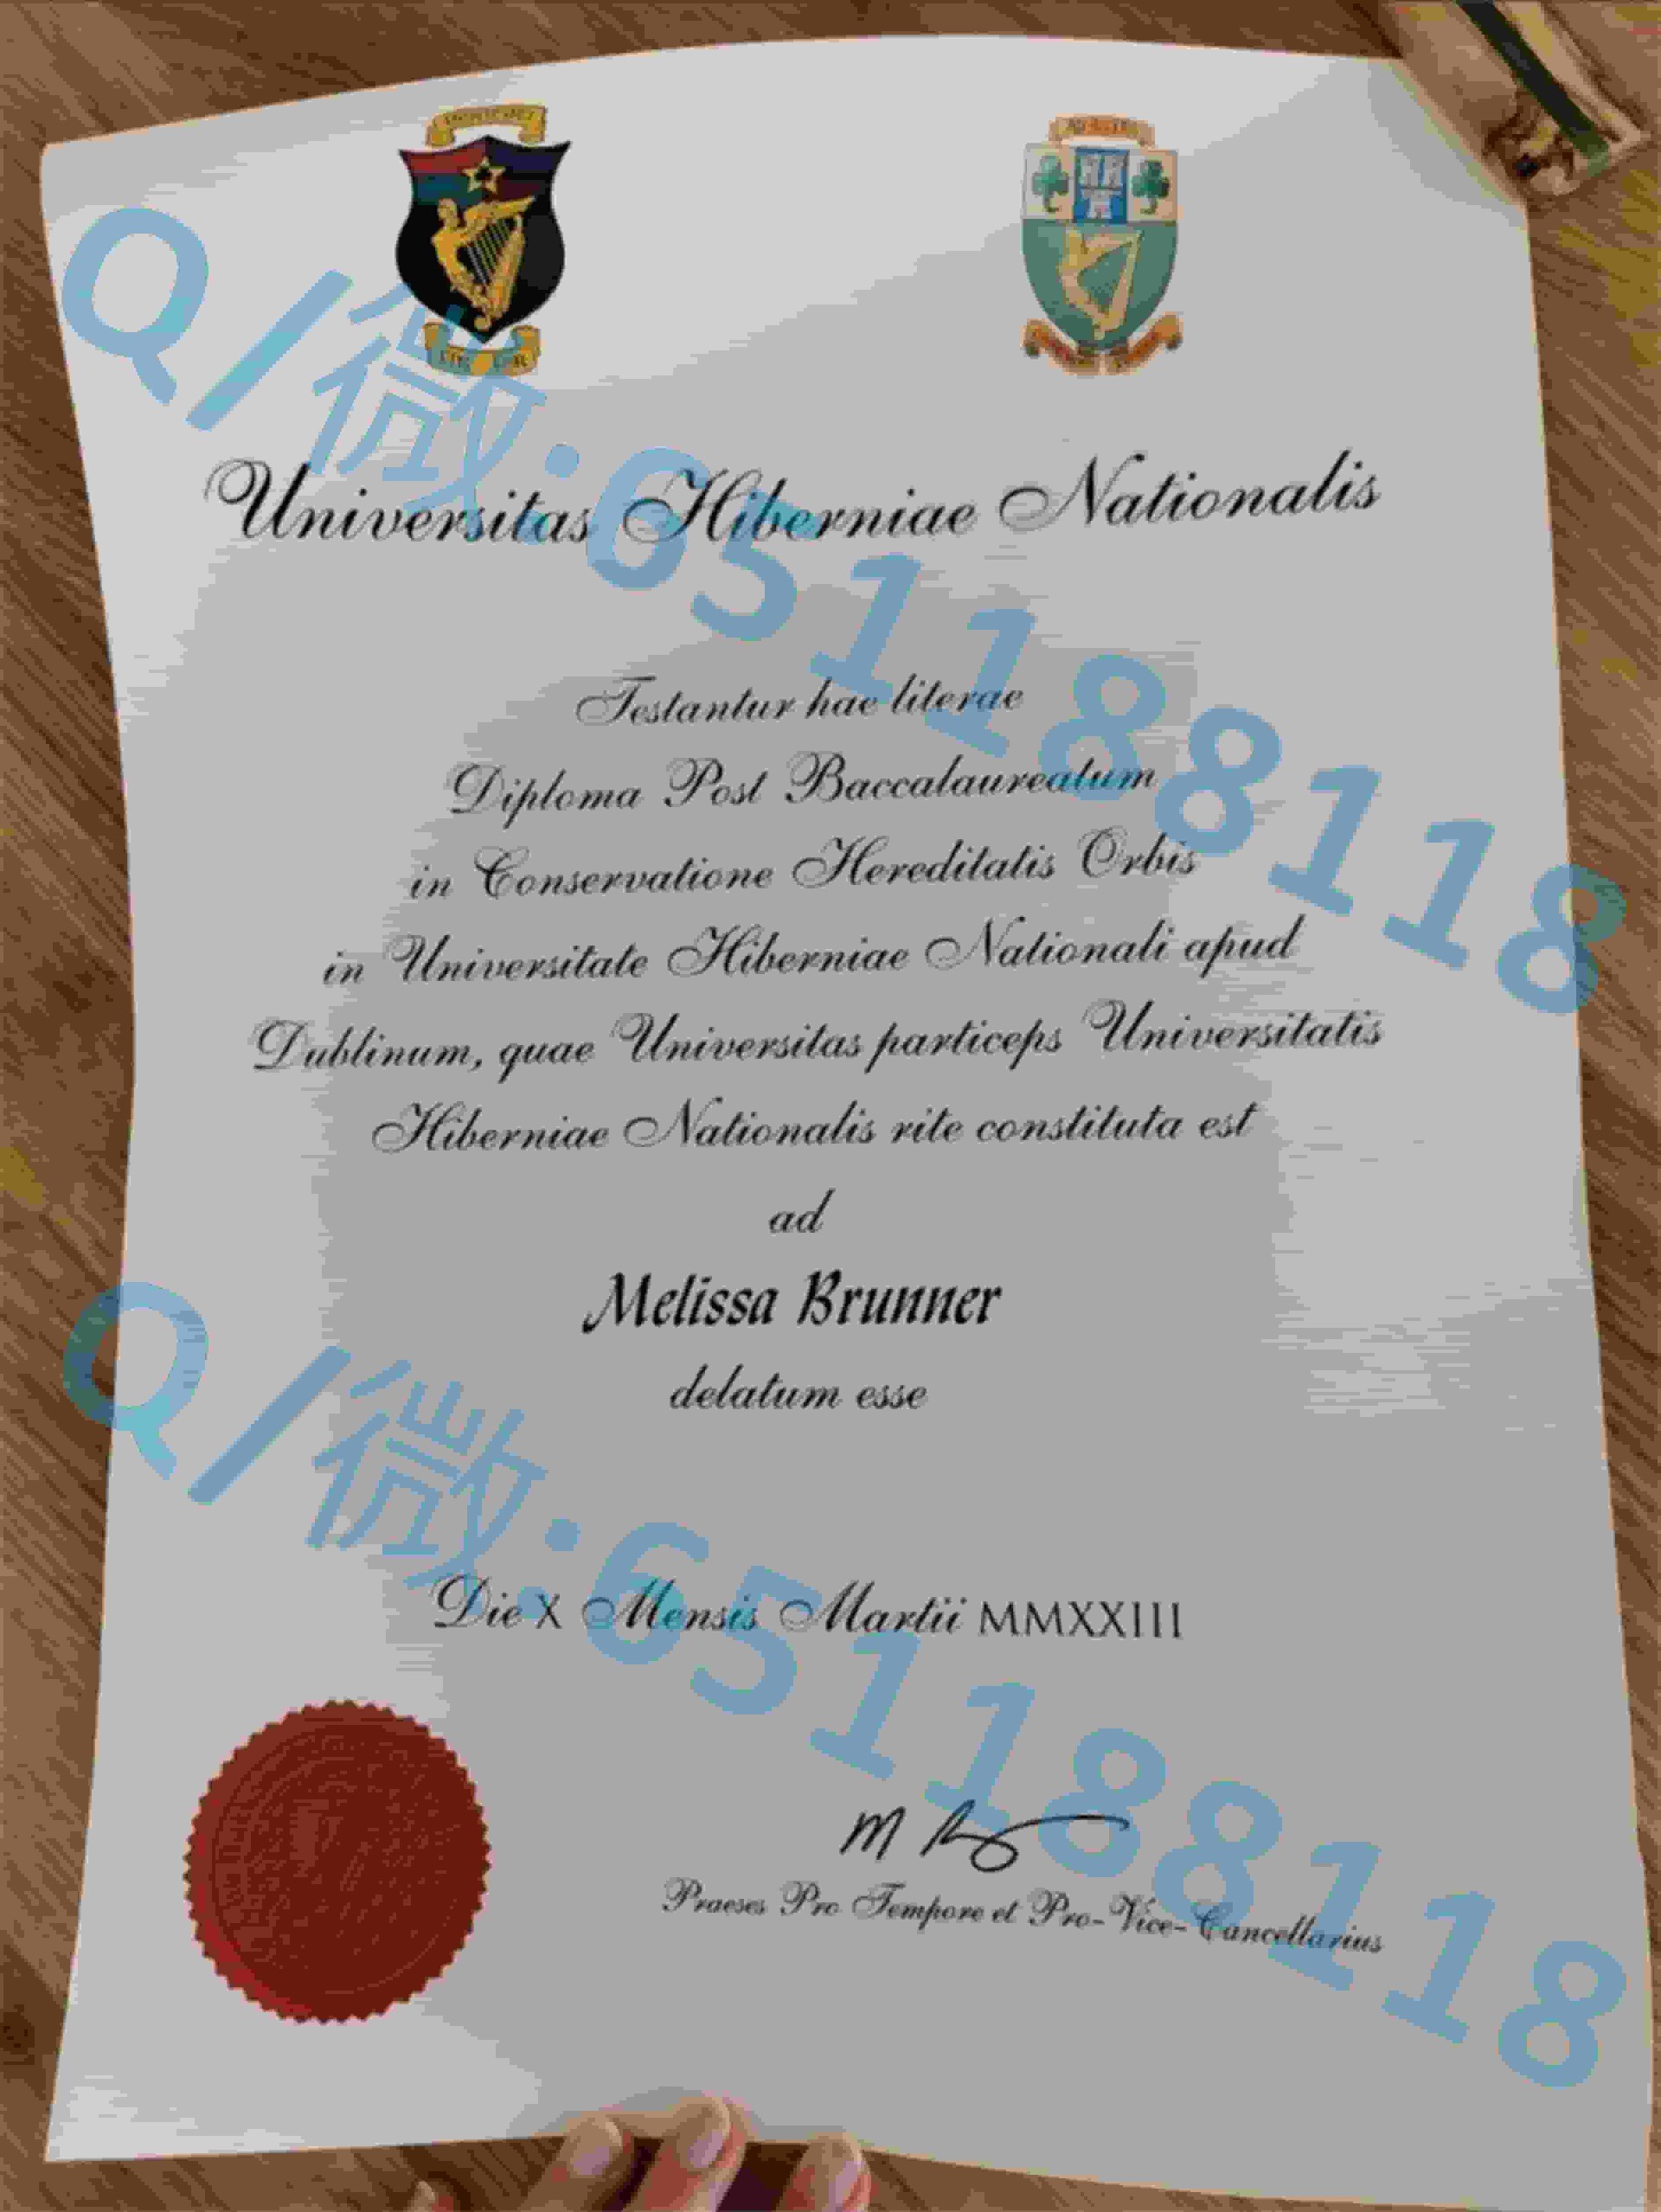 Universitas Hiberniae Nationalis
Testantur hae literae
Diploma Post Baccalaureatum
in Conservatione Hereditatis Orbis
in Universitate Hiberniae Nationali apud
Dublinum, quae Universitas particeps Universitatis
Hiberniae Nationalis rite constituta est
ad
Melissa Brunner
delatum esse
Die X Mensis Martii MMXXIII
Praeses Pro Tempore et Pro-Vice-Cancellarius
Q/微:651188118
Q/微:651188118